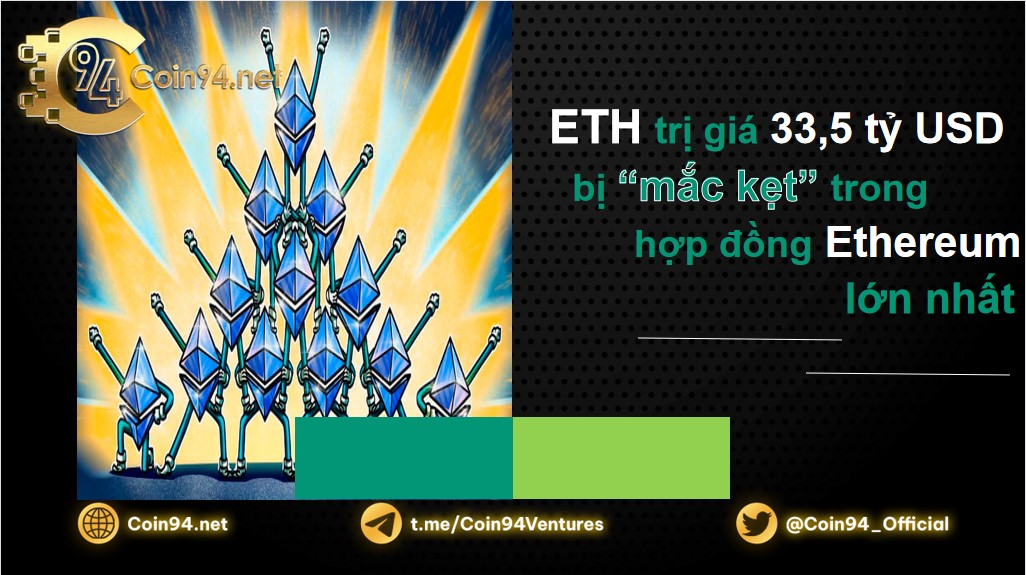 94 Coin94.net
ETH trị giá 33,5 tỷ USD
bị “mắc kẹt” trong
hợp đồng Ethereum
lớn nhất
Coin94.net
t.me/Coin94Ventures
@Coin94_Official